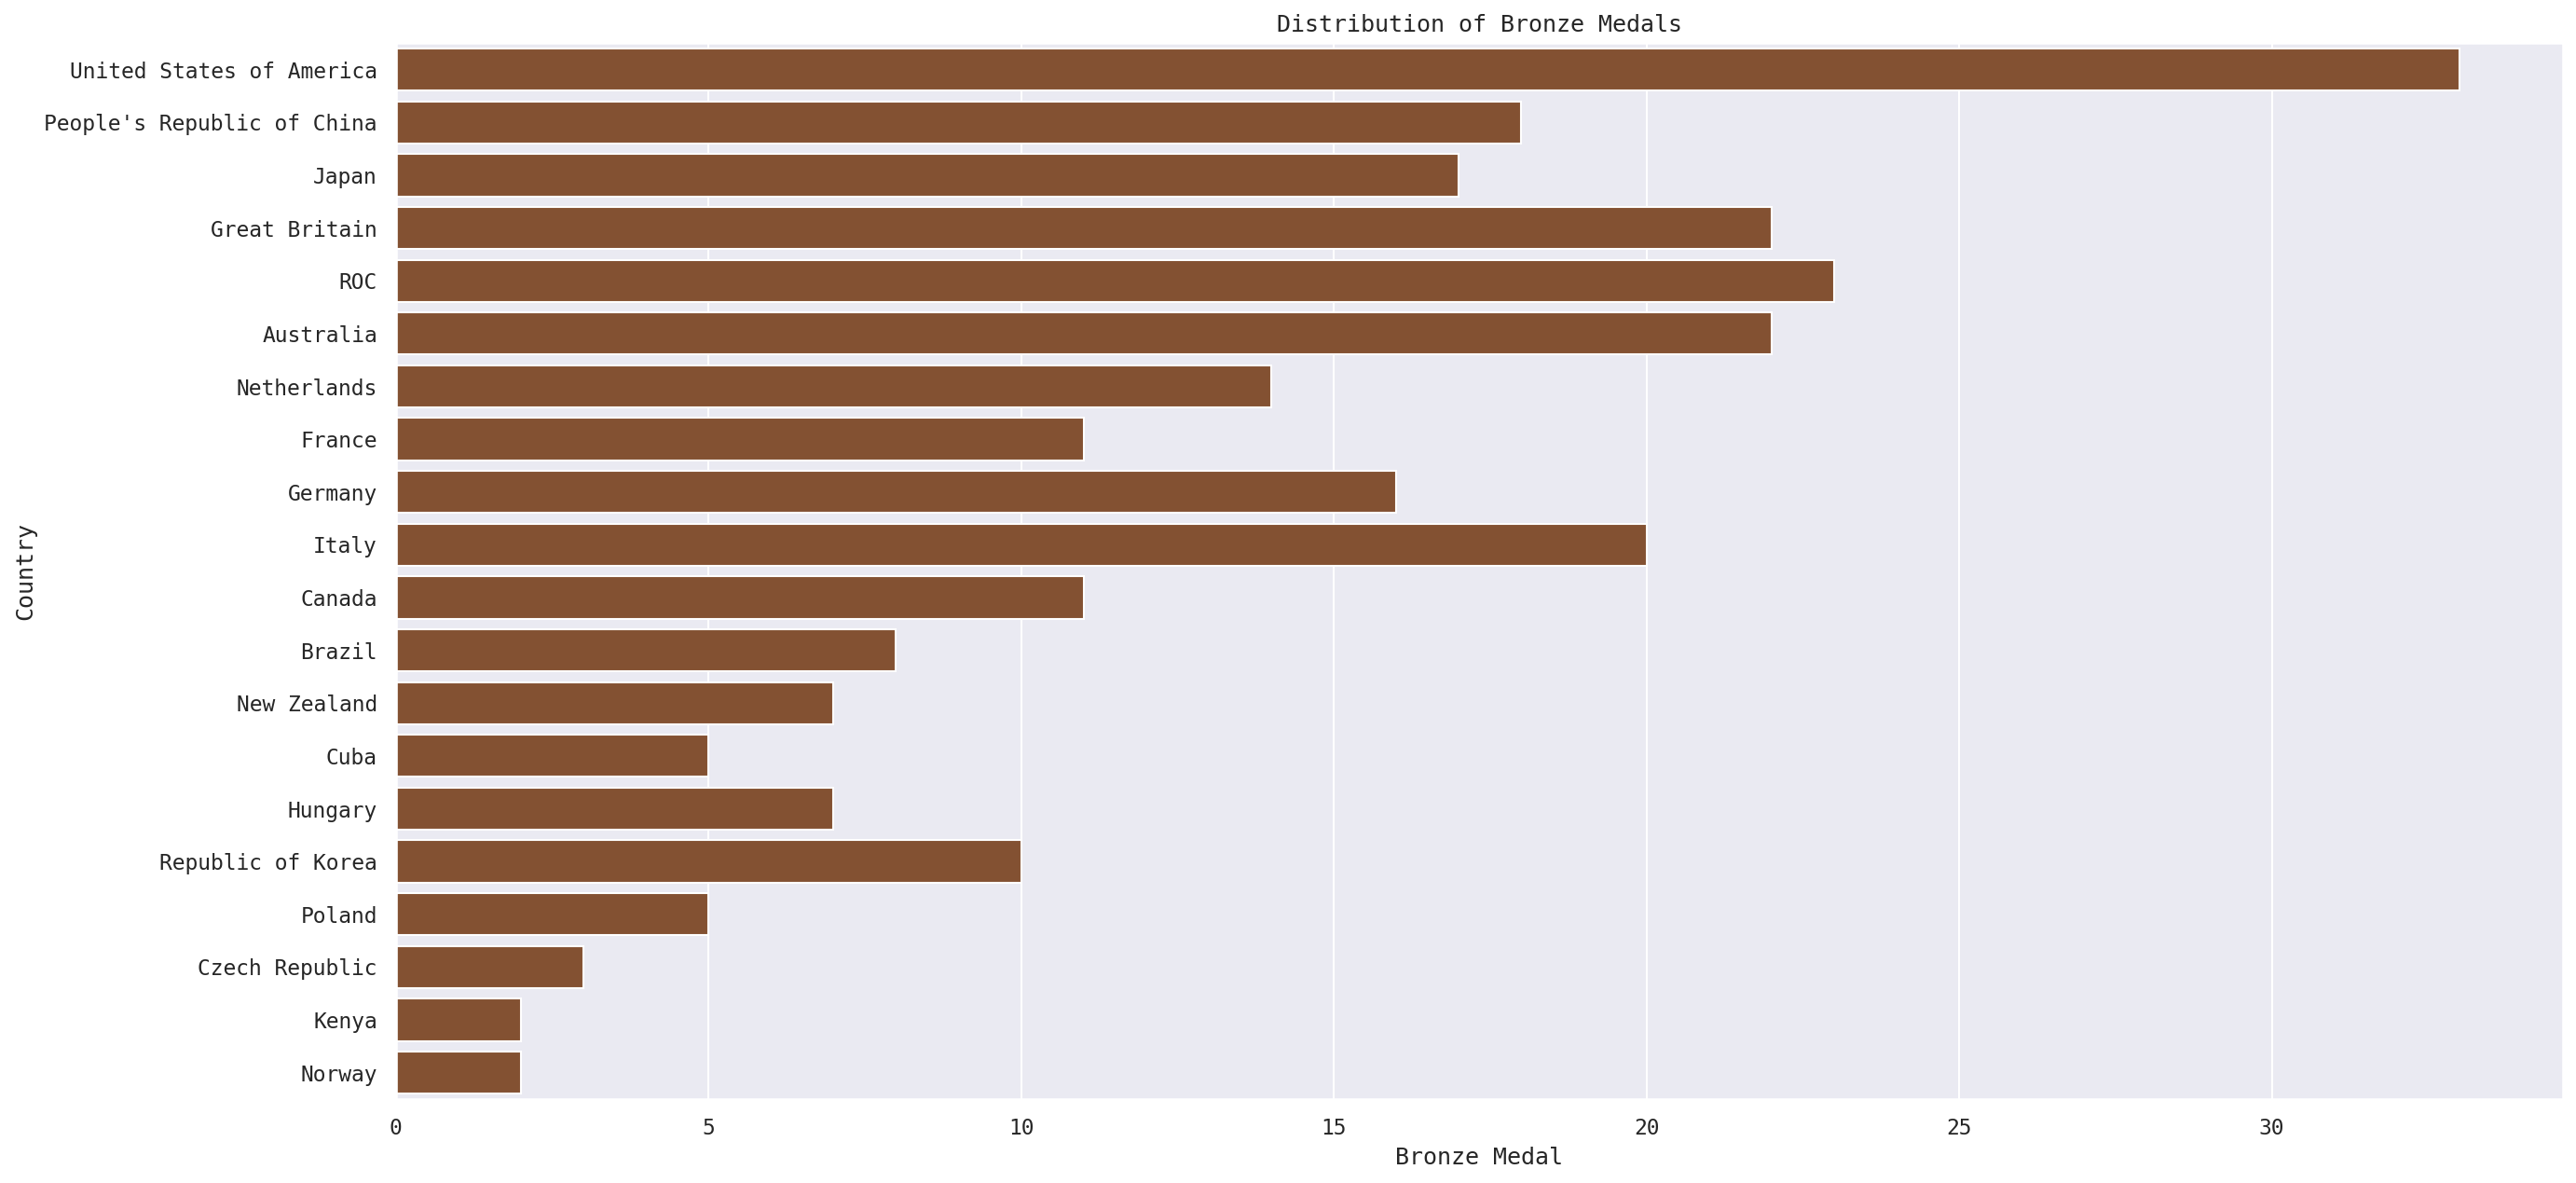 Distribution of Bronze Medals
United States of America
People's Republic of China
Japan
Great Britain
ROC
Australia
Netherlands
France
Germany
Italy
Canada
Brazil
New Zealand
Cuba
Hungary
Republic of Korea
Poland
Czech Republic
Kenya
Norway
Country
0 5 10 15 20 25 30
Bronze Medal